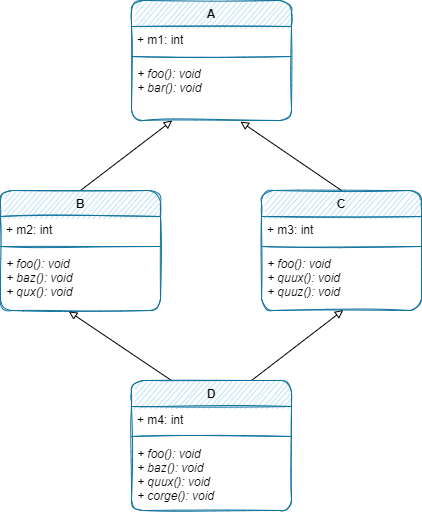 A
+ m1: int
+ foo(): void
+ bar(): void
B
+ m2: int
+ foo(): void
+ baz(): void
+ qux(): void
C
+ m3: int
+ foo(): void
+ quux(): void
+ quuz(): void
D
+ m4: int
+ foo(): void
+ baz(): void
+ quux(): void
+ corge(): void